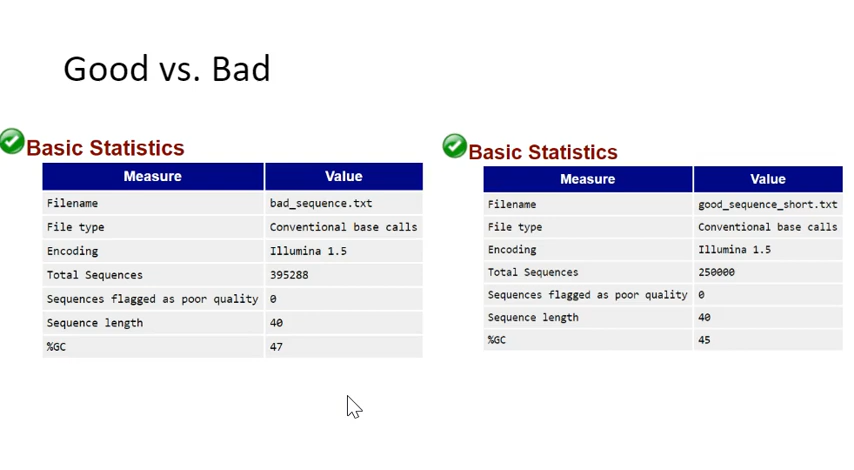 Good vs. Bad
Basic Statistics
Measure Value
Filename bad_sequence.txt
File type Conventional base calls
Encoding Illumina 1.5
Total Sequences 395288
Sequences flagged as poor quality 0
Sequence length 40
%GC 47
Basic Statistics
Measure Value
Filename good_sequence_short.txt
File type Conventional base calls
Encoding Illumina 1.5
Total Sequences 250000
Sequences flagged as poor quality 0
Sequence length 40
%GC 45